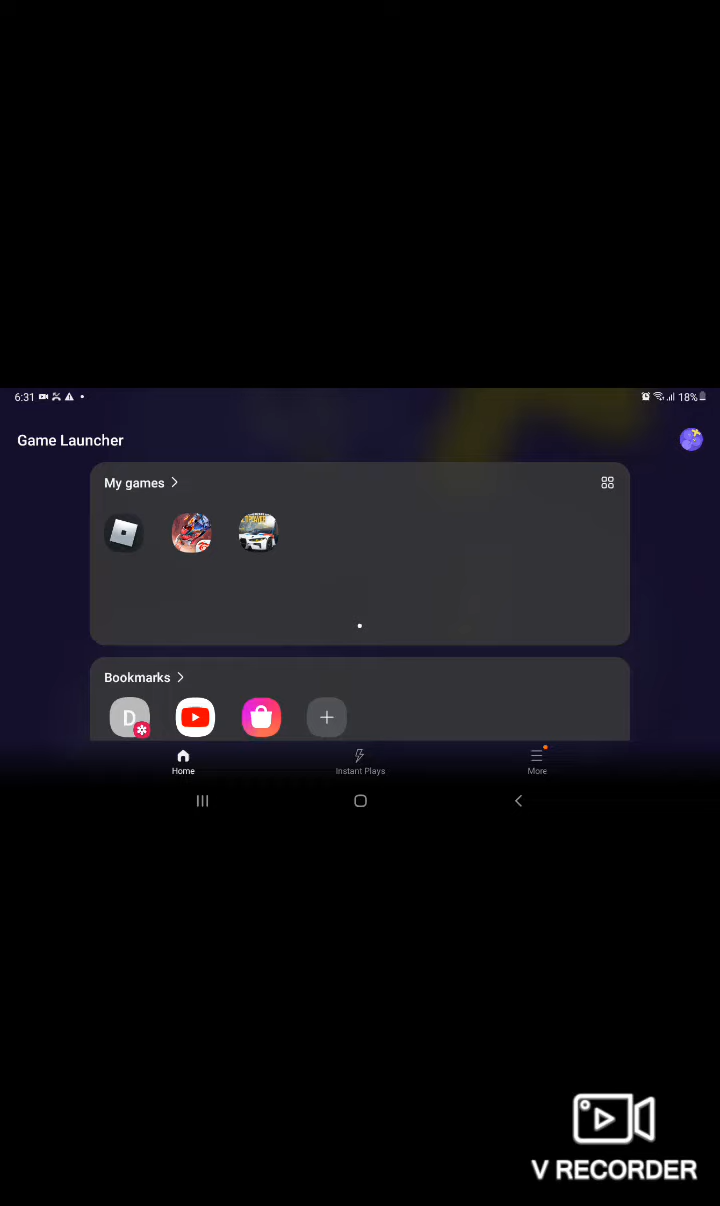 6:31
18%
Game Launcher
My games
Bookmarks
D
Home
Instant Plays
More
V RECORDER